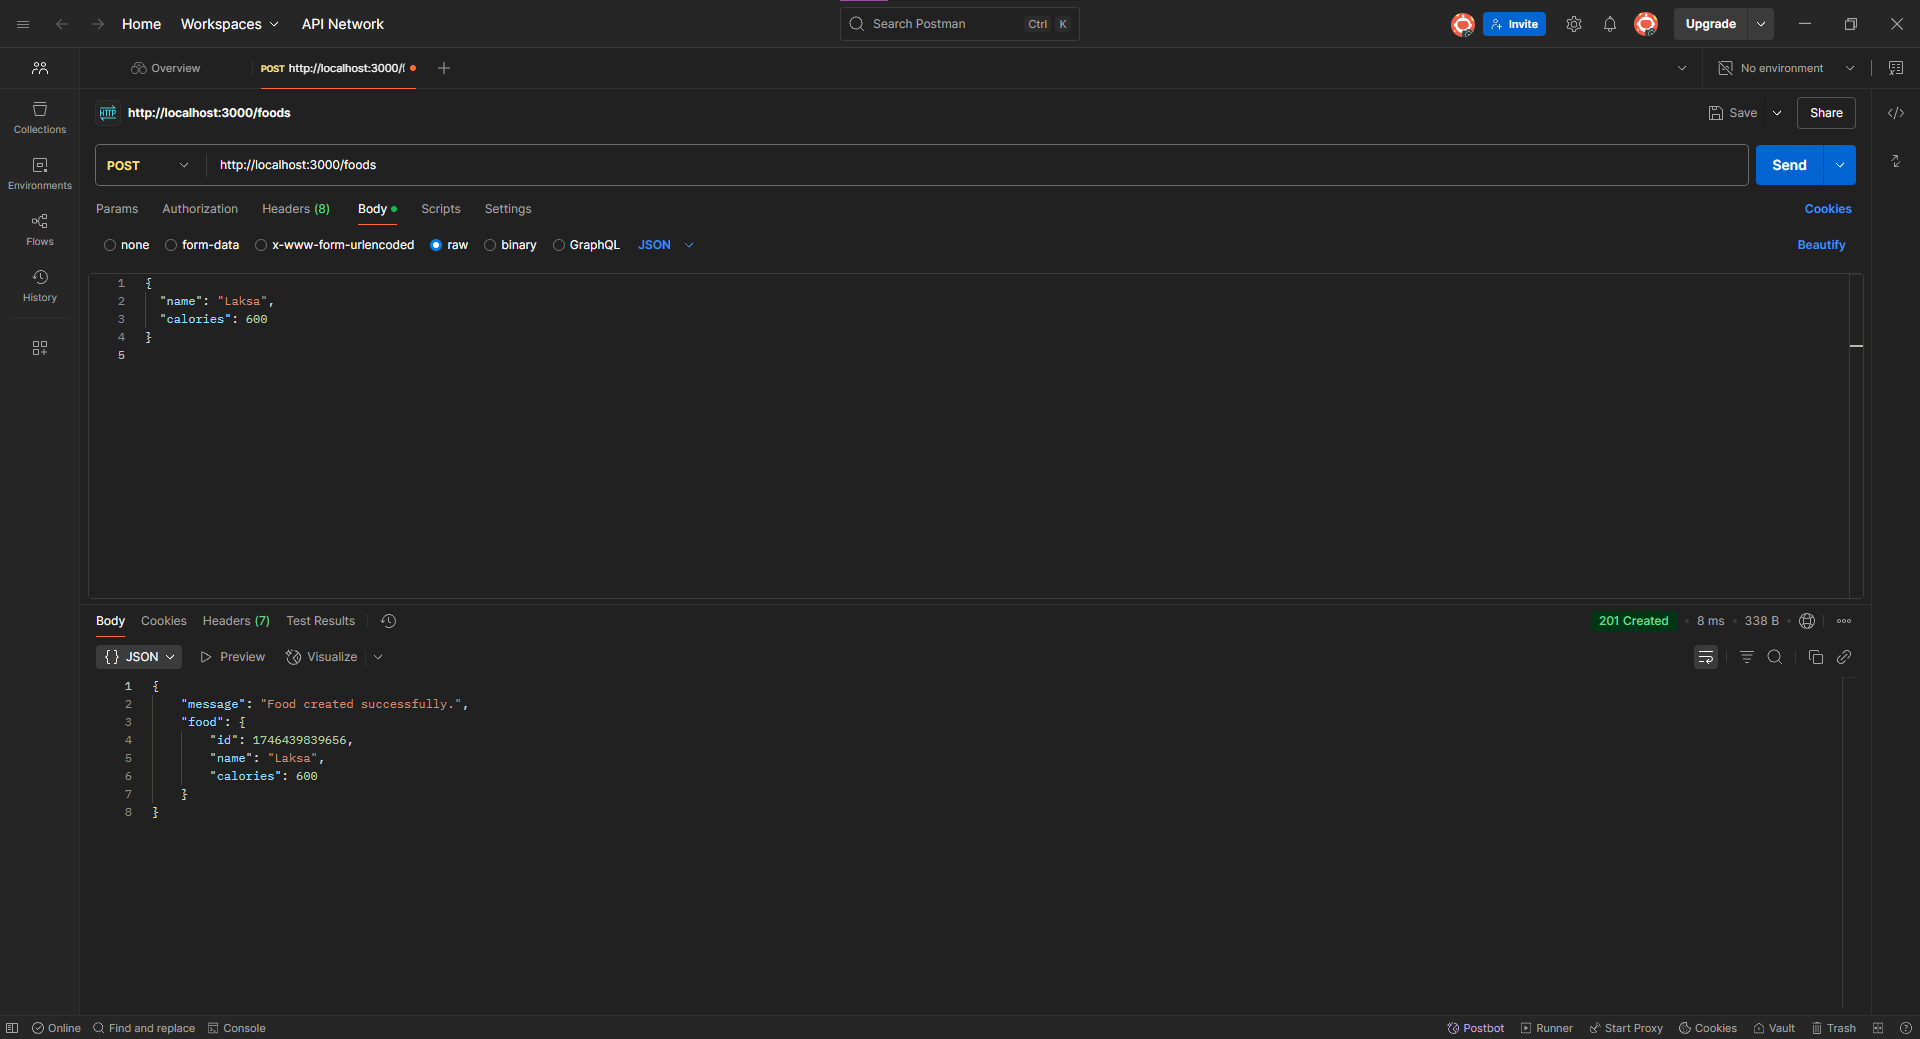 Home Workspaces API Network Search Postman Ctrl K Invite Upgrade
Overview POST http://localhost:3000/f No environment
HTTP http://localhost:3000/foods Save Share
POST http://localhost:3000/foods Send
Params Authorization Headers (8) Body Scripts Settings Cookies
none form-data x-www-form-urlencoded raw binary GraphQL JSON Beautify
Collections
Environments
Flows
History
1 {
2 "name": "Laksa",
3 "calories": 600
4 }
5
Body Cookies Headers (7) Test Results 201 Created 8 ms 338 B
{} JSON Preview Visualize
1 {
2 "message": "Food created successfully.",
3 "food": {
4 "id": 1746439839656,
5 "name": "Laksa",
6 "calories": 600
7 }
8 }
Online Find and replace Console Postbot Runner Start Proxy Cookies Vault Trash